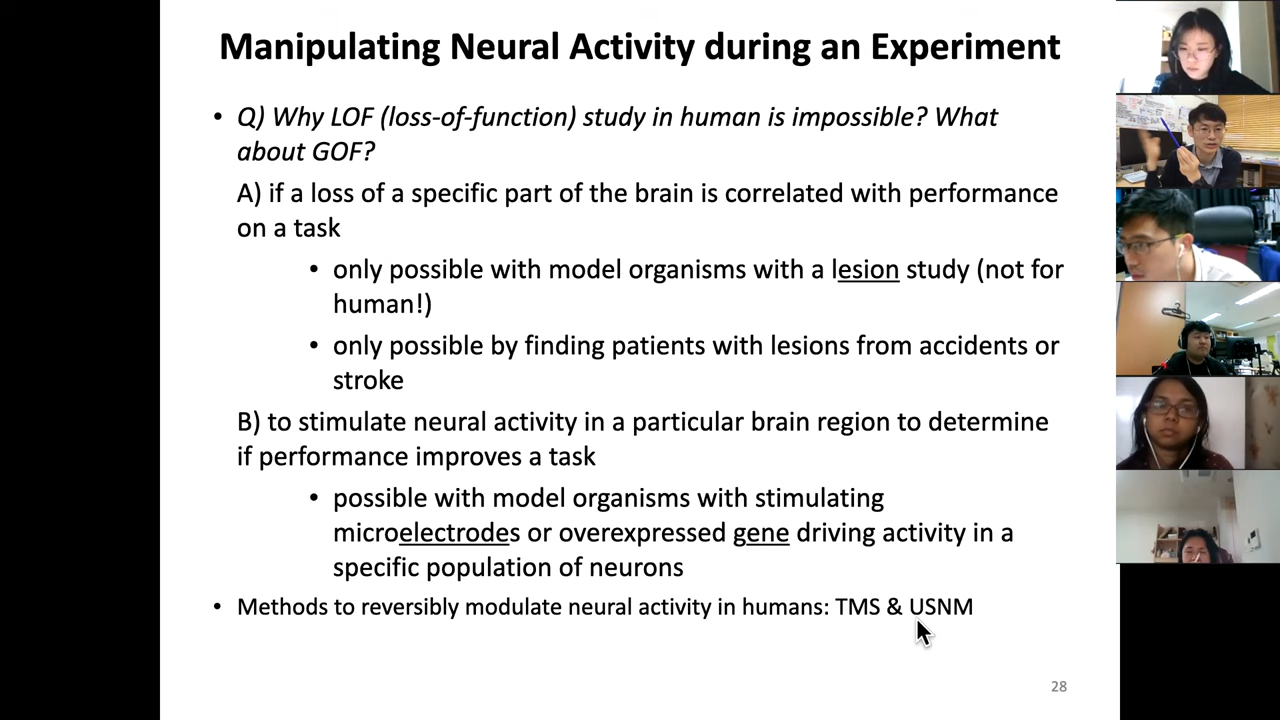 Manipulating Neural Activity during an Experiment
• Q) Why LOF (loss-of-function) study in human is impossible? What
about GOF?
A) if a loss of a specific part of the brain is correlated with performance
on a task
• only possible with model organisms with a lesion study (not for
human!)
• only possible by finding patients with lesions from accidents or
stroke
B) to stimulate neural activity in a particular brain region to determine
if performance improves a task
• possible with model organisms with stimulating
microelectrodes or overexpressed gene driving activity in a
specific population of neurons
• Methods to reversibly modulate neural activity in humans: TMS & USNM
28